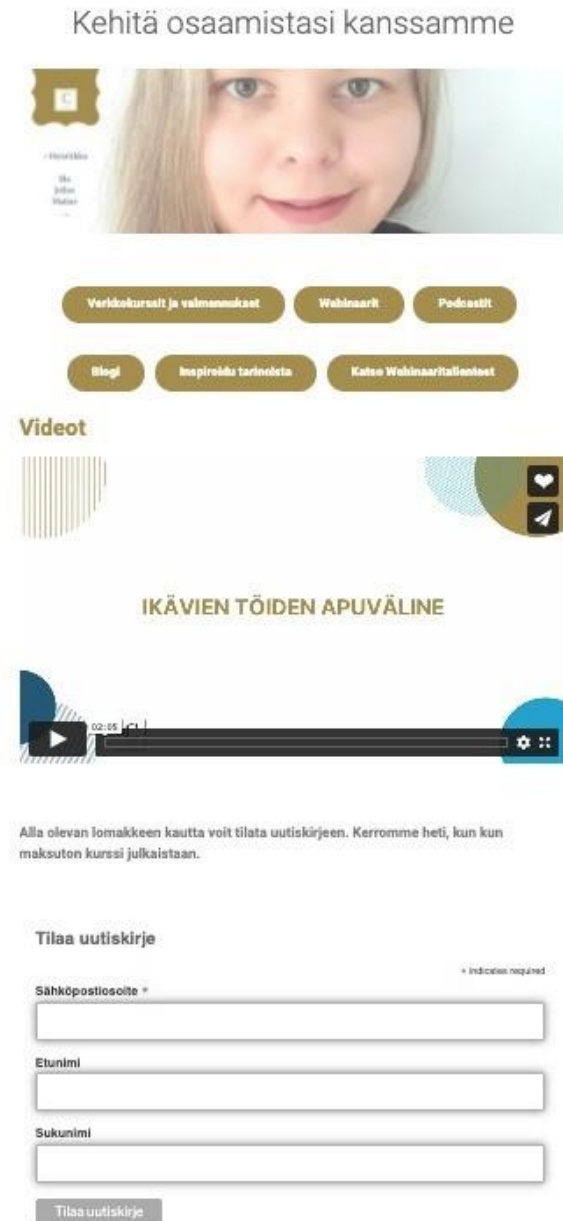 Kehitä osaamistasi kanssamme
Verkkokurssit ja valmennukset
Webinaarit
Podcastit
Blogi
Inspiroidu tarinoista
Katso Webinaaritallenteet
Videot
IKÄVIEN TÖIDEN APUVÄLINE
02:05
Alla olevan lomakkeen kautta voit tilata uutiskirjeen. Kerromme heti, kun kun
maksuton kurssi julkaistaan.
Tilaa uutiskirje
* indicates required
Sähköpostiosoite *
Etunimi
Sukunimi
Tilaa uutiskirje